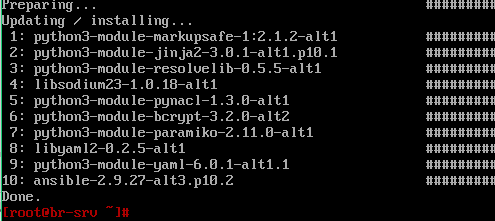 Preparing... #########
Updating / installing...
1: python3-module-markupsafe-1:2.1.2-alt1 #########
2: python3-module-jinja2-3.0.1-alt1.p10.1 #########
3: python3-module-resolvelib-0.5.5-alt1 #########
4: libsodium23-1.0.18-alt1 #########
5: python3-module-pynacl-1.3.0-alt1 #########
6: python3-module-bcrypt-3.2.0-alt2 #########
7: python3-module-paramiko-2.11.0-alt1 #########
8: libyaml2-0.2.5-alt1 #########
9: python3-module-yaml-6.0.1-alt1.1 #########
10: ansible-2.9.27-alt3.p10.2 #########
Done.
[root@br-srv ~]#